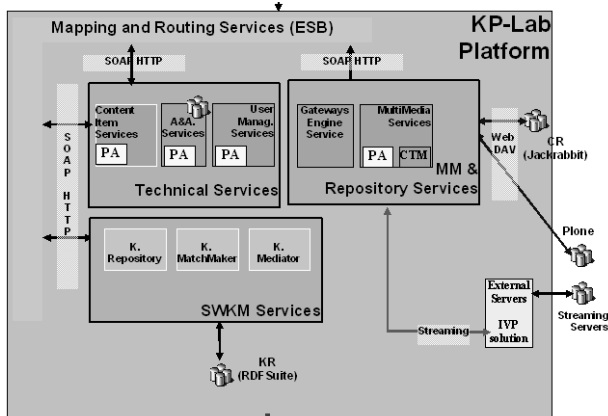 Mapping and Routing Services (ESB)
KP-Lab
Platform
SOAP HTTP
SOAP HTTP
Content
Item
Services
PA
A&A.
Services
PA
User
Manag.
Services
PA
Technical Services
Gateways
Engine
Service
MultiMedia
Services
PA
CTM
MM &
Repository Services
SOAP HTTP
Web
DAV
CR
(Jackrabbit)
Plone
K.
Repository
K.
MatchMaker
K.
Mediator
SWKM Services
External
Servers
IVP
solution
Streaming
Servers
Streaming
KR
(RDFSuite)